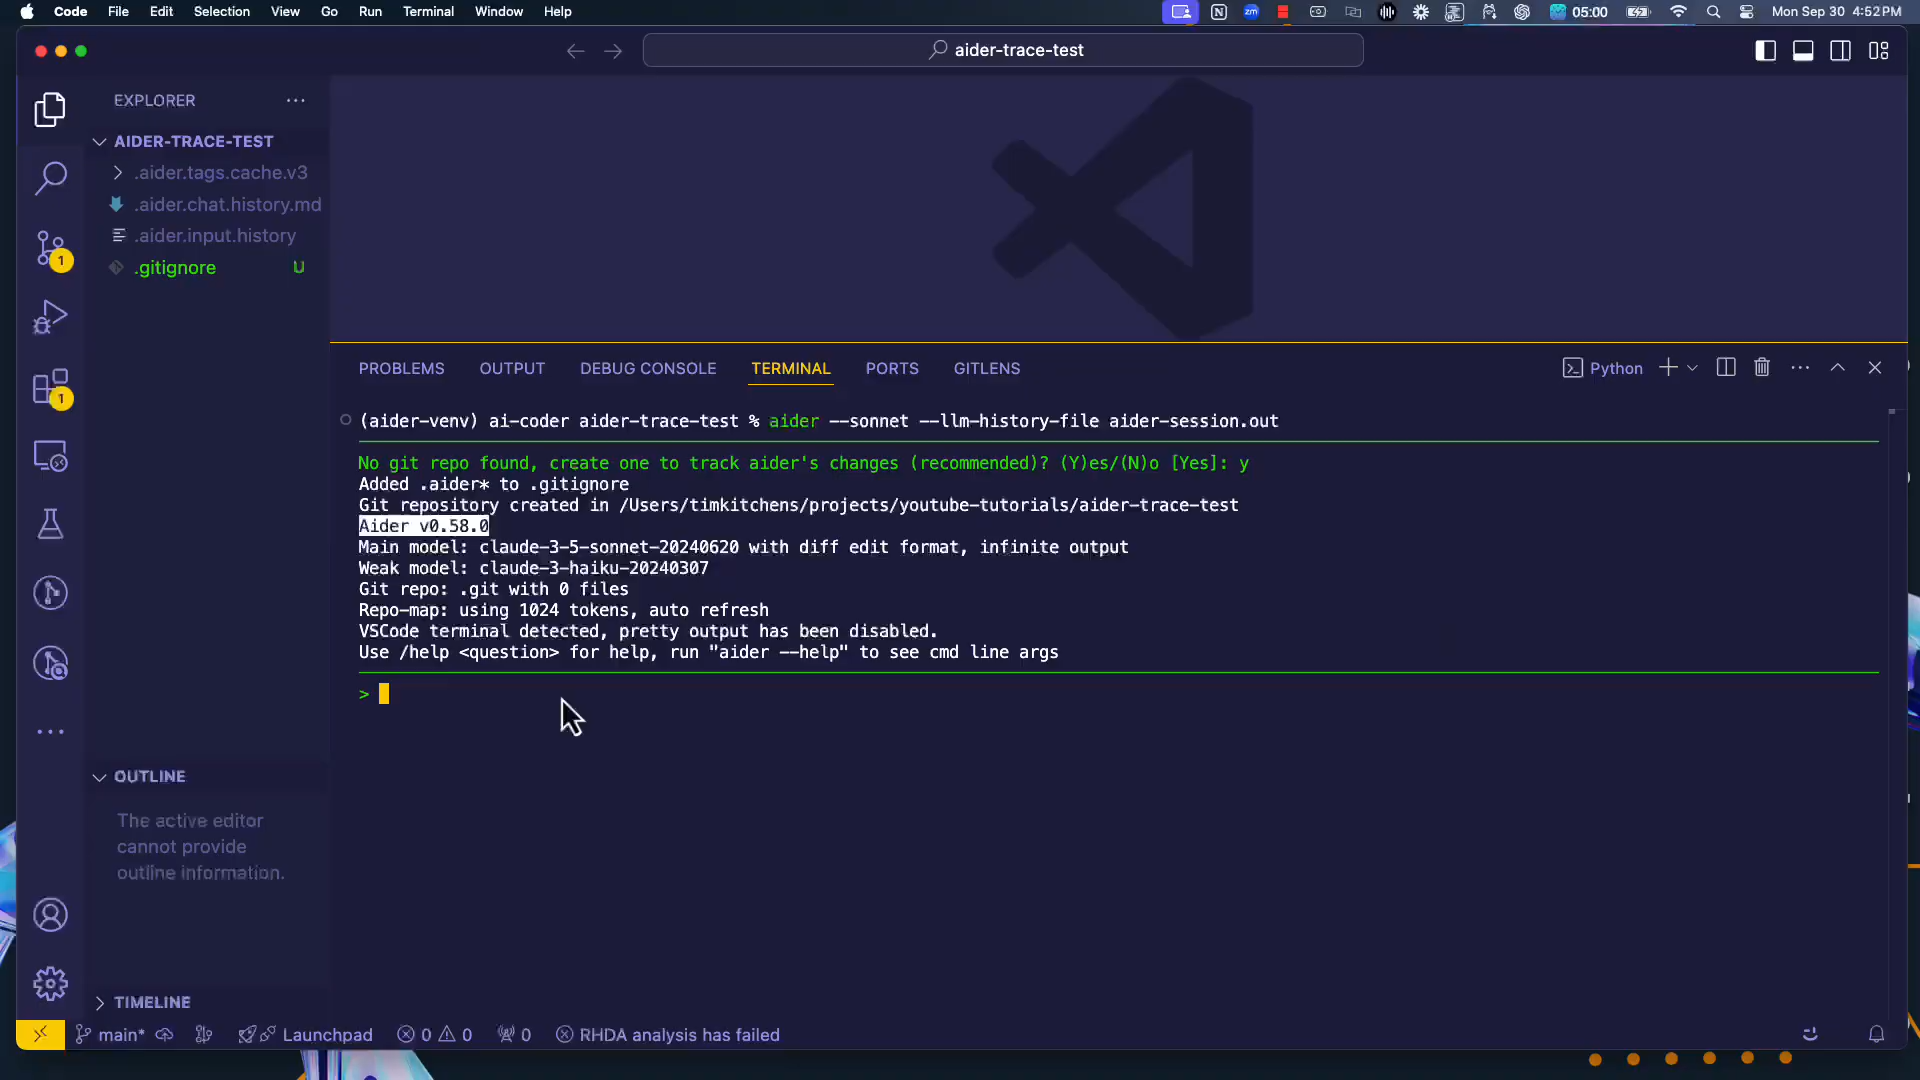 Code File Edit Selection View Go Run Terminal Window Help
zm
05:00
Mon Sep 30 4:52 PM
aider-trace-test
EXPLORER
AIDER-TRACE-TEST
.aider.tags.cache.v3
.aider.chat.history.md
.aider.input.history
.gitignore U
1
1
PROBLEMS OUTPUT DEBUG CONSOLE TERMINAL PORTS GITLENS
Python
(aider-venv) ai-coder aider-trace-test % aider --sonnet --llm-history-file aider-session.out
No git repo found, create one to track aider's changes (recommended)? (Y)es/(N)o [Yes]: y
Added .aider* to .gitignore
Git repository created in /Users/timkitchens/projects/youtube-tutorials/aider-trace-test
Aider v0.58.0
Main model: claude-3-5-sonnet-20240620 with diff edit format, infinite output
Weak model: claude-3-haiku-20240307
Git repo: .git with 0 files
Repo-map: using 1024 tokens, auto refresh
VSCode terminal detected, pretty output has been disabled.
Use /help <question> for help, run "aider --help" to see cmd line args
>
OUTLINE
The active editor
cannot provide
outline information.
TIMELINE
main* Launchpad 0 0 0 RHDA analysis has failed